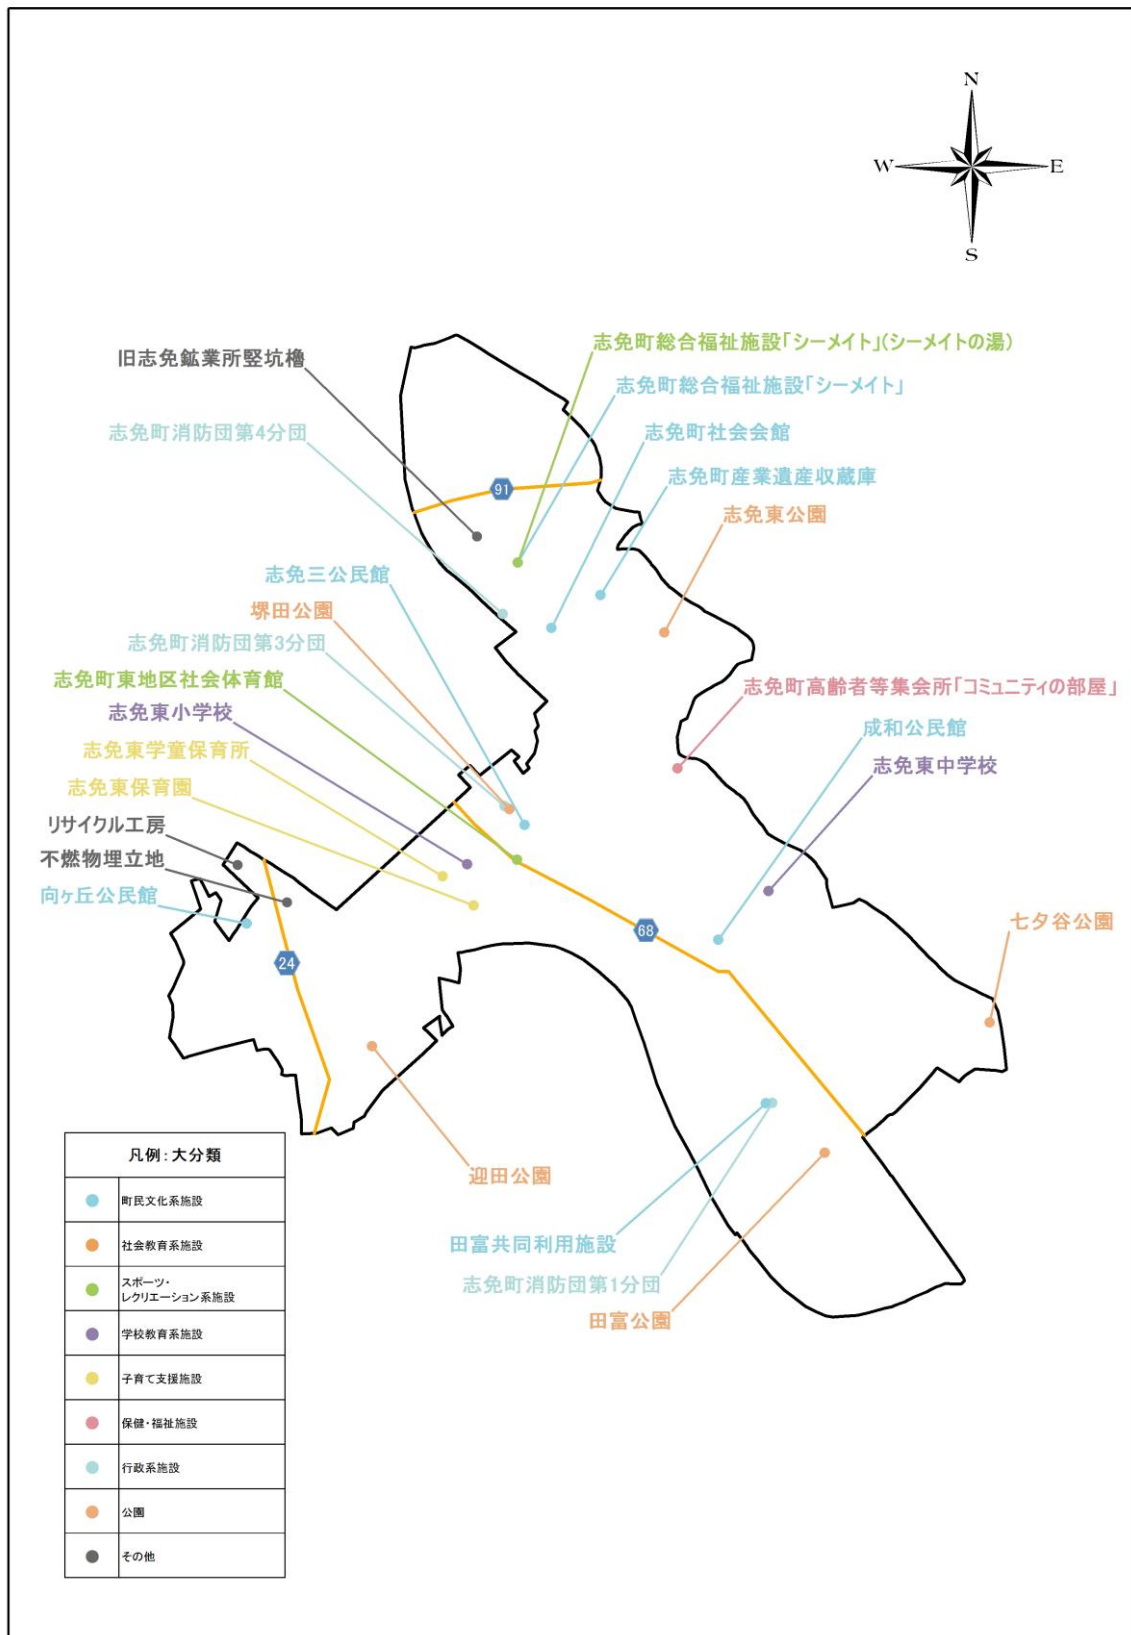 N
W
E
S
志免町総合福祉施設「シーメイト」(シーメイトの湯)
旧志免鉱業所竪坑櫓
志免町総合福祉施設「シーメイト」
志免町消防団第4分団
志免町社会会館
志免町産業遺産収蔵庫
91
志免東公園
志免三公民館
堺田公園
志免町消防団第3分団
志免町東地区社会体育館
志免町高齢者等集会所「コミュニティの部屋」
志免東小学校
成和公民館
志免東学童保育所
志免東中学校
志免東保育園
リサイクル工房
不燃物埋立地
向ヶ丘公民館
七夕谷公園
68
24
迎田公園
田富共同利用施設
志免町消防団第1分団
田富公園
凡例:大分類
町民文化系施設
社会教育系施設
スポーツ・
レクリエーション系施設
学校教育系施設
子育て支援施設
保健・福祉施設
行政系施設
公園
その他